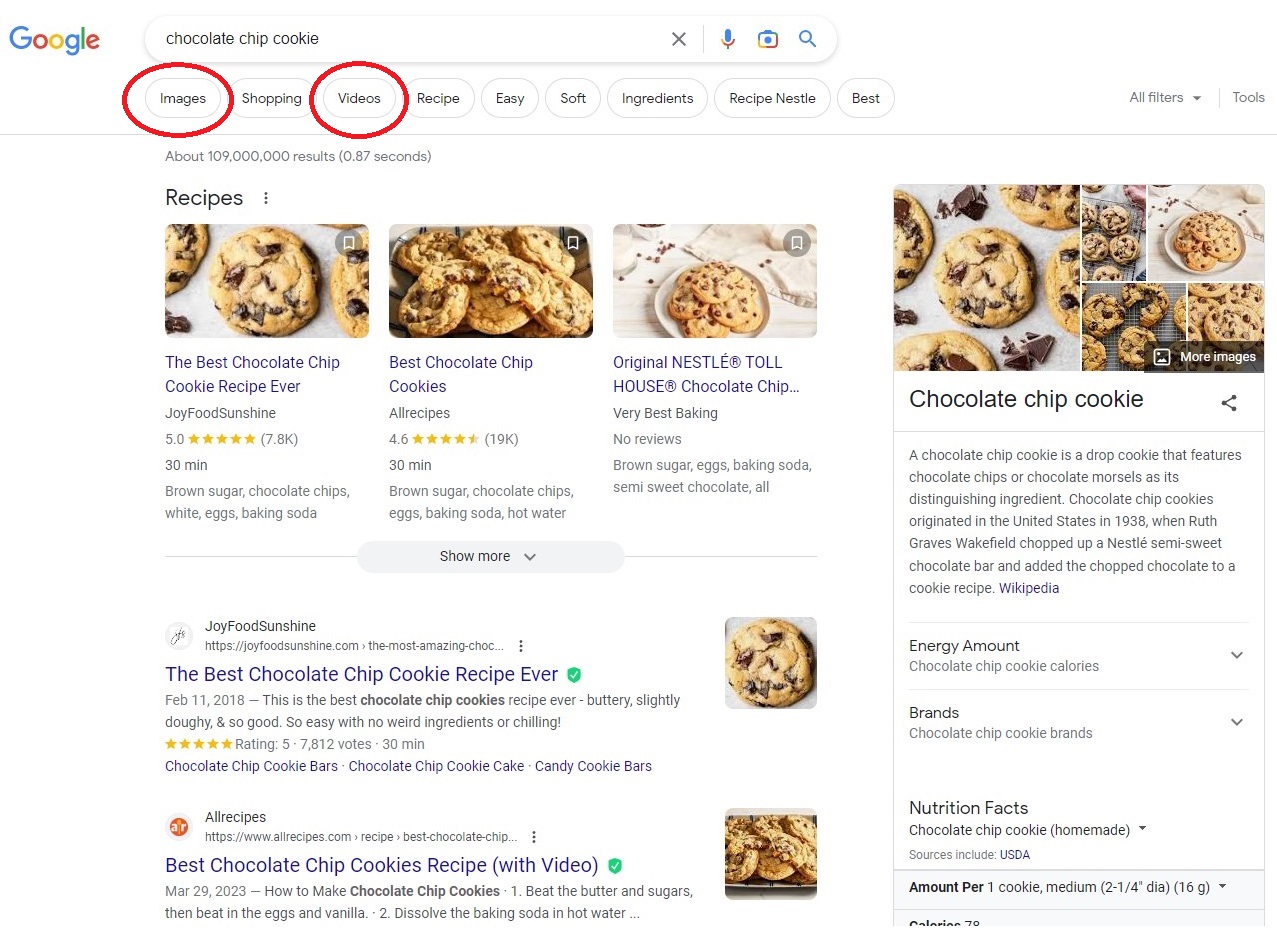 Google
chocolate chip cookie
Images
Shopping
Videos
Recipe
Easy
Soft
Ingredients
Recipe Nestle
Best
All filters
Tools
About 109,000,000 results (0.87 seconds)
Recipes
The Best Chocolate Chip
Cookie Recipe Ever
JoyFoodSunshine
5.0 ★★★★★ (7.8K)
30 min
Brown sugar, chocolate chips,
white, eggs, baking soda
Best Chocolate Chip
Cookies
Allrecipes
4.6 ★★★★★ (19K)
30 min
Brown sugar, chocolate chips,
eggs, baking soda, hot water
Original NESTLÉ® TOLL
HOUSE® Chocolate Chip...
Very Best Baking
No reviews
Brown sugar, eggs, baking soda,
semi sweet chocolate, all
Show more
jfs
JoyFoodSunshine
https://joyfoodsunshine.com › the-most-amazing-choc...
The Best Chocolate Chip Cookie Recipe Ever
Feb 11, 2018 — This is the best chocolate chip cookies recipe ever - buttery, slightly
doughy, & so good. So easy with no weird ingredients or chilling!
★★★★★ Rating: 5 · 7,812 votes · 30 min
Chocolate Chip Cookie Bars · Chocolate Chip Cookie Cake · Candy Cookie Bars
ar
Allrecipes
https://www.allrecipes.com › recipe › best-chocolate-chip...
Best Chocolate Chip Cookies Recipe (with Video)
Mar 29, 2023 — How to Make Chocolate Chip Cookies · 1. Beat the butter and sugars,
then beat in the eggs and vanilla. · 2. Dissolve the baking soda in hot water ...
More images
Chocolate chip cookie
A chocolate chip cookie is a drop cookie that features
chocolate chips or chocolate morsels as its
distinguishing ingredient. Chocolate chip cookies
originated in the United States in 1938, when Ruth
Graves Wakefield chopped up a Nestlé semi-sweet
chocolate bar and added the chopped chocolate to a
cookie recipe. Wikipedia
Energy Amount
Chocolate chip cookie calories
Brands
Chocolate chip cookie brands
Nutrition Facts
Chocolate chip cookie (homemade)
Sources include: USDA
Amount Per 1 cookie, medium (2-1/4" dia) (16 g)
Calories 78